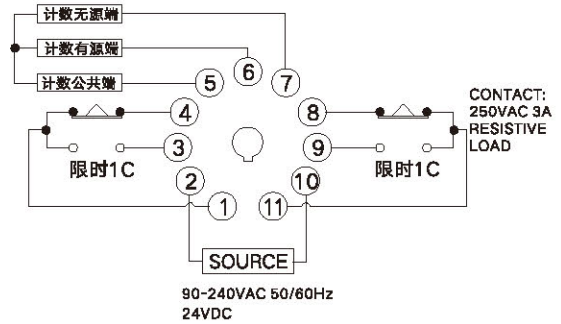 计数无源端
计数有源端
计数公共端
5
6
7
4
3
限时1C
2
1
8
9
10
11
限时1C
CONTACT:
250VAC 3A
RESISTIVE
LOAD
SOURCE
90-240VAC 50/60Hz
24VDC